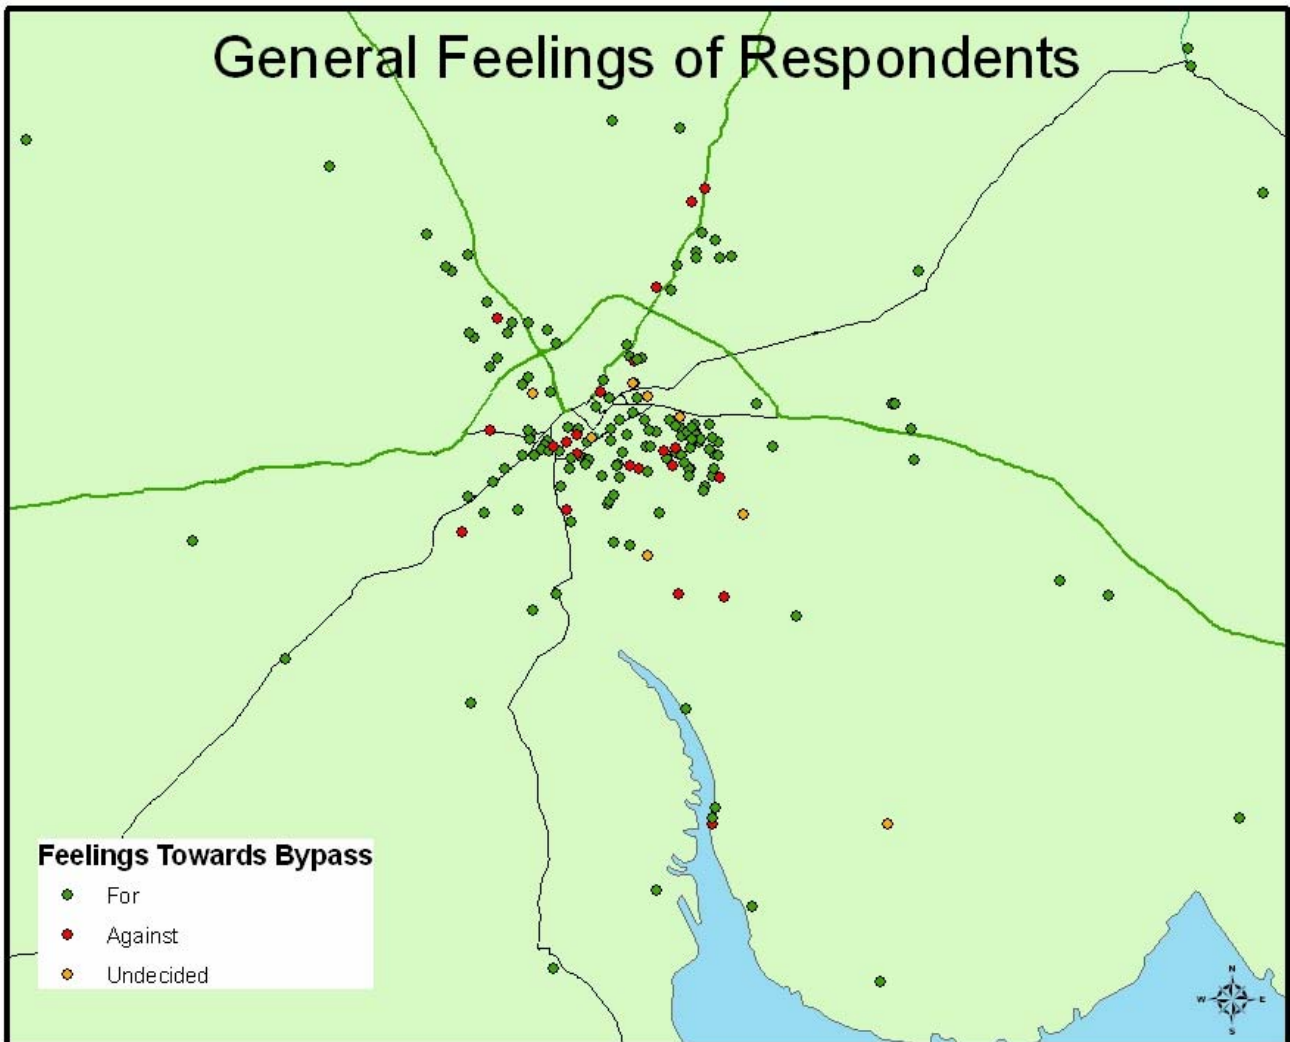 General Feelings of Respondents
Feelings Towards Bypass
For
Against
Undecided
N
W E
S